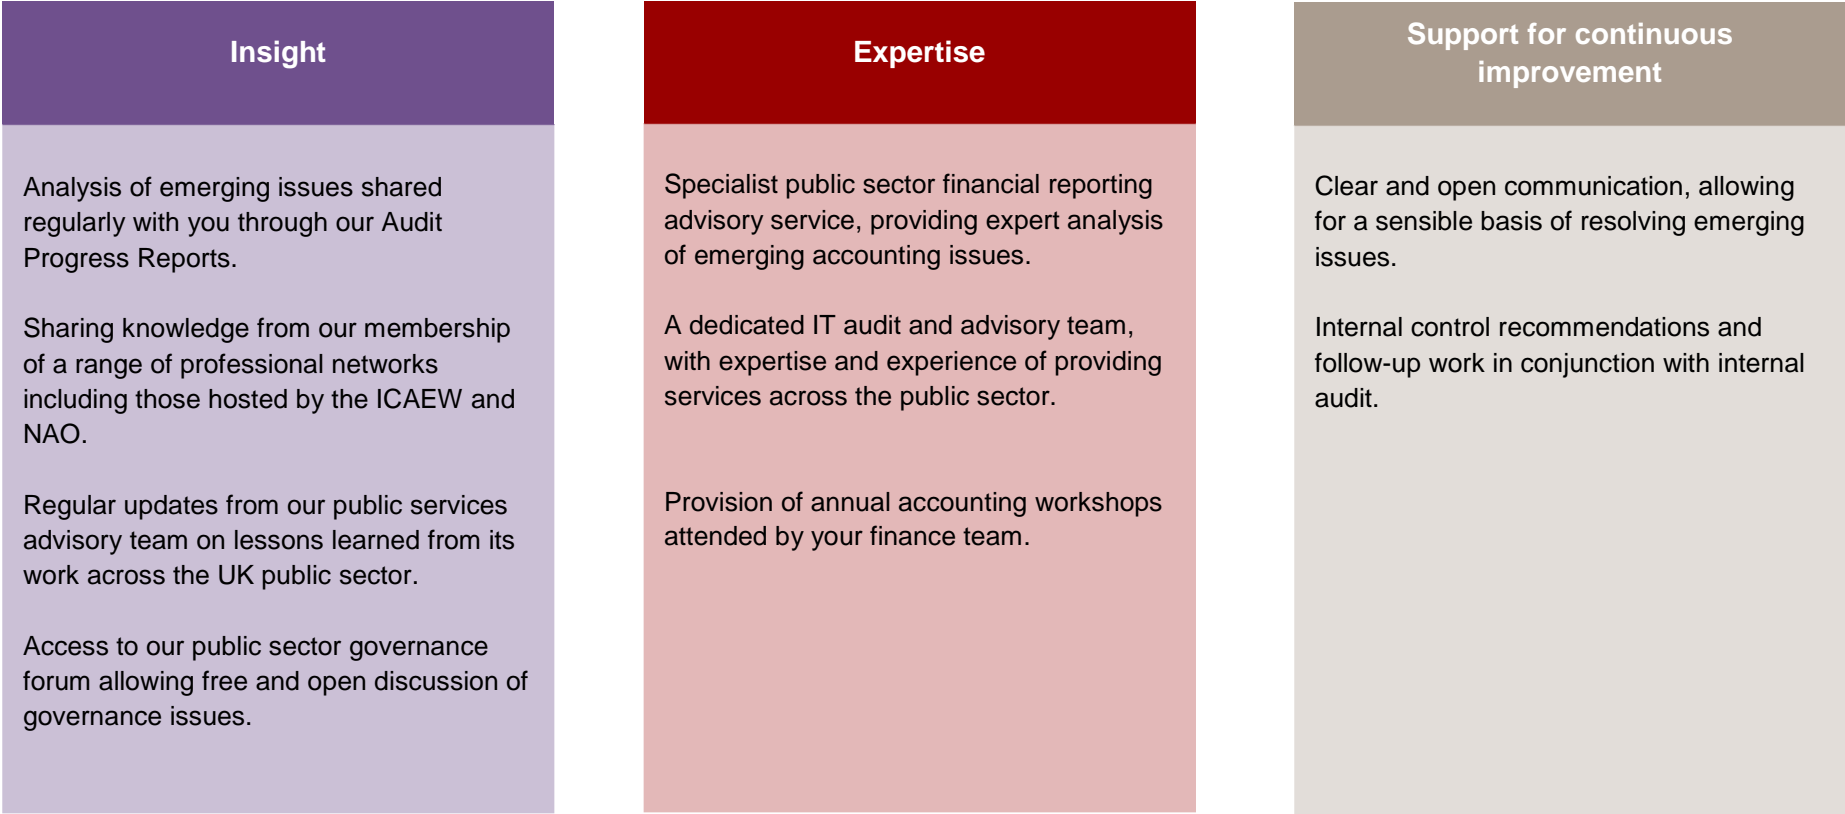 Insight
Analysis of emerging issues shared
regularly with you through our Audit
Progress Reports.
Sharing knowledge from our membership
of a range of professional networks
including those hosted by the ICAEW and
NAO.
Regular updates from our public services
advisory team on lessons learned from its
work across the UK public sector.
Access to our public sector governance
forum allowing free and open discussion of
governance issues.
Expertise
Specialist public sector financial reporting
advisory service, providing expert analysis
of emerging accounting issues.
A dedicated IT audit and advisory team,
with expertise and experience of providing
services across the public sector.
Provision of annual accounting workshops
attended by your finance team.
Support for continuous
improvement
Clear and open communication, allowing
for a sensible basis of resolving emerging
issues.
Internal control recommendations and
follow-up work in conjunction with internal
audit.